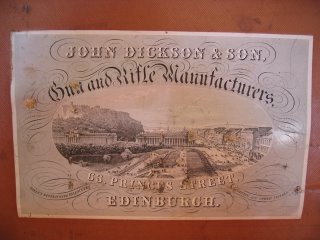 JOHN DICKSON & SON,
Gun and Rifle Manufacturers,
63, PRINCES STREET,
EDINBURGH.